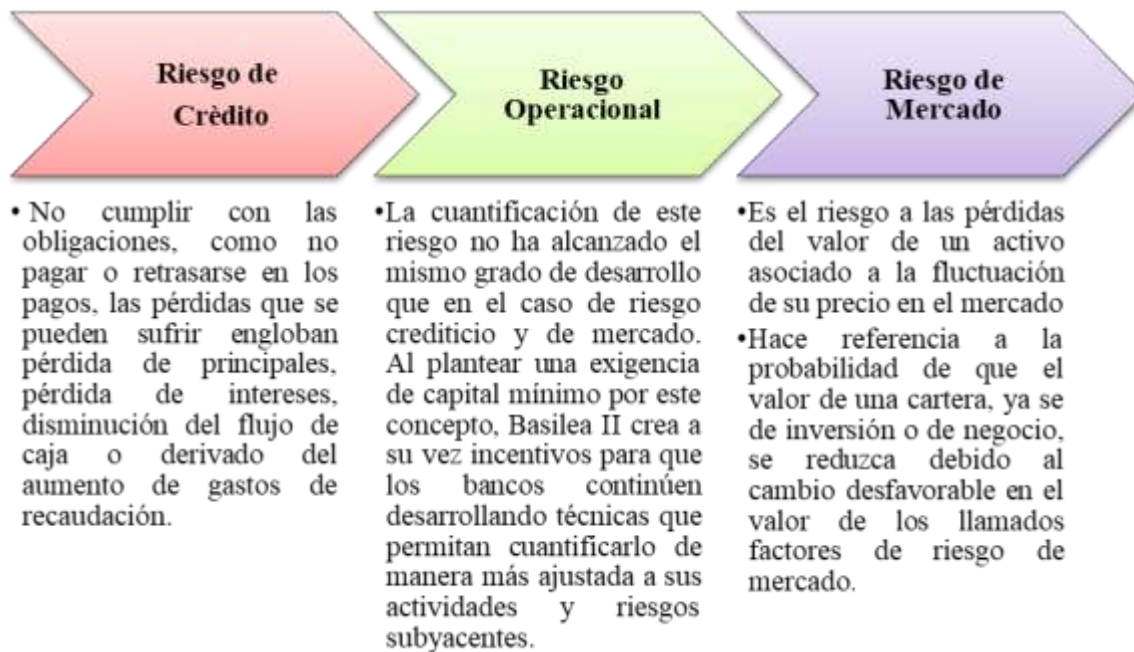 Riesgo de
Crèdito
Riesgo
Operacional
Riesgo de
Mercado
• No cumplir con las
obligaciones, como no
pagar o retrasarse en los
pagos, las pérdidas que se
pueden sufrir engloban
pérdida de principales,
pérdida de intereses,
disminución del flujo de
caja o derivado del
aumento de gastos de
recaudación.
•La cuantificación de este
riesgo no ha alcanzado el
mismo grado de desarrollo
que en el caso de riesgo
crediticio y de mercado.
Al plantear una exigencia
de capital mínimo por este
concepto, Basilea II crea a
su vez incentivos para que
los bancos continúen
desarrollando técnicas que
permitan cuantificarlo de
manera más ajustada a sus
actividades y riesgos
subyacentes.
•Es el riesgo a las pérdidas
del valor de un activo
asociado a la fluctuación
de su precio en el mercado
•Hace referencia a la
probabilidad de que el
valor de una cartera, ya se
de inversión o de negocio,
se reduzca debido al
cambio desfavorable en el
valor de los llamados
factores de riesgo de
mercado.